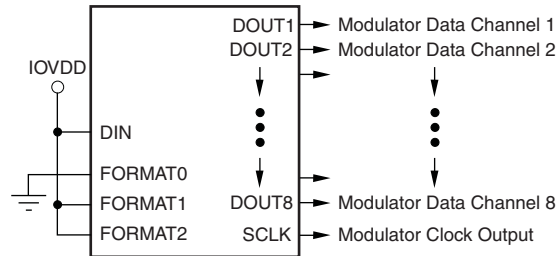 DOUT1 Modulator Data Channel 1
DOUT2 Modulator Data Channel 2
IOVDD
DIN
FORMAT0
FORMAT1
DOUT8 Modulator Data Channel 8
FORMAT2
SCLK Modulator Clock Output